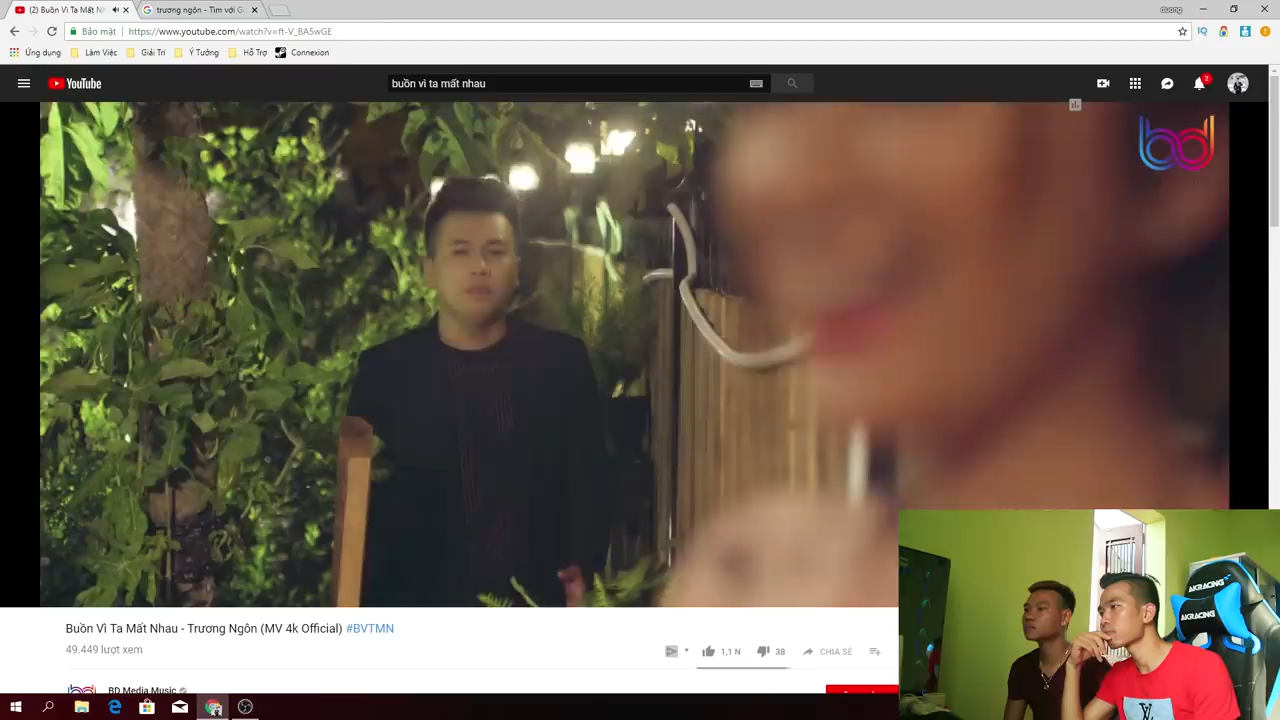 (2) Buồn Vì Ta Mất Nh
trương ngôn - Tìm với G
Bảo mật
https://www.youtube.com/watch?v=ft-V_BA5wGE
Ứng dụng
Làm Việc
Giải Trí
Ý Tưởng
Hỗ Trợ
Connexion
YouTube
buồn vì ta mất nhau
2
bd
Buồn Vì Ta Mất Nhau - Trương Ngôn (MV 4k Official) #BVTMN
49.449 lượt xem
1,1 N
38
CHIA SẺ
BD Media Music
AKRACING
AKRACING